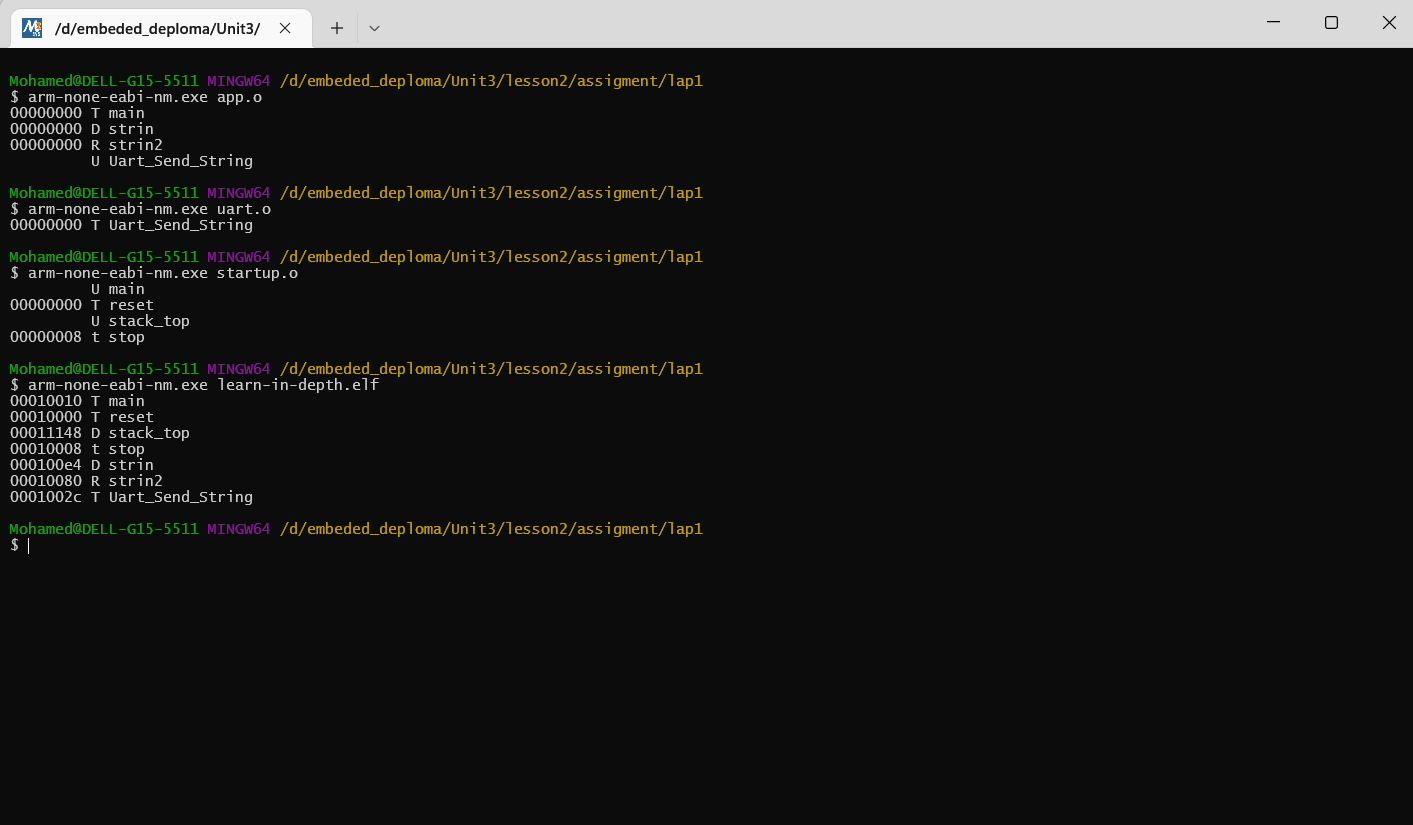 /d/embeded_deploma/Unit3/
Mohamed@DELL-G15-5511 MINGW64 /d/embeded_deploma/Unit3/lesson2/assigment/lap1
$ arm-none-eabi-nm.exe app.o
00000000 T main
00000000 D strin
00000000 R strin2
         U Uart_Send_String
Mohamed@DELL-G15-5511 MINGW64 /d/embeded_deploma/Unit3/lesson2/assigment/lap1
$ arm-none-eabi-nm.exe uart.o
00000000 T Uart_Send_String
Mohamed@DELL-G15-5511 MINGW64 /d/embeded_deploma/Unit3/lesson2/assigment/lap1
$ arm-none-eabi-nm.exe startup.o
         U main
00000000 T reset
         U stack_top
00000008 t stop
Mohamed@DELL-G15-5511 MINGW64 /d/embeded_deploma/Unit3/lesson2/assigment/lap1
$ arm-none-eabi-nm.exe learn-in-depth.elf
00010010 T main
00010000 T reset
00011148 D stack_top
00010008 t stop
000100e4 D strin
00010080 R strin2
0001002c T Uart_Send_String
Mohamed@DELL-G15-5511 MINGW64 /d/embeded_deploma/Unit3/lesson2/assigment/lap1
$